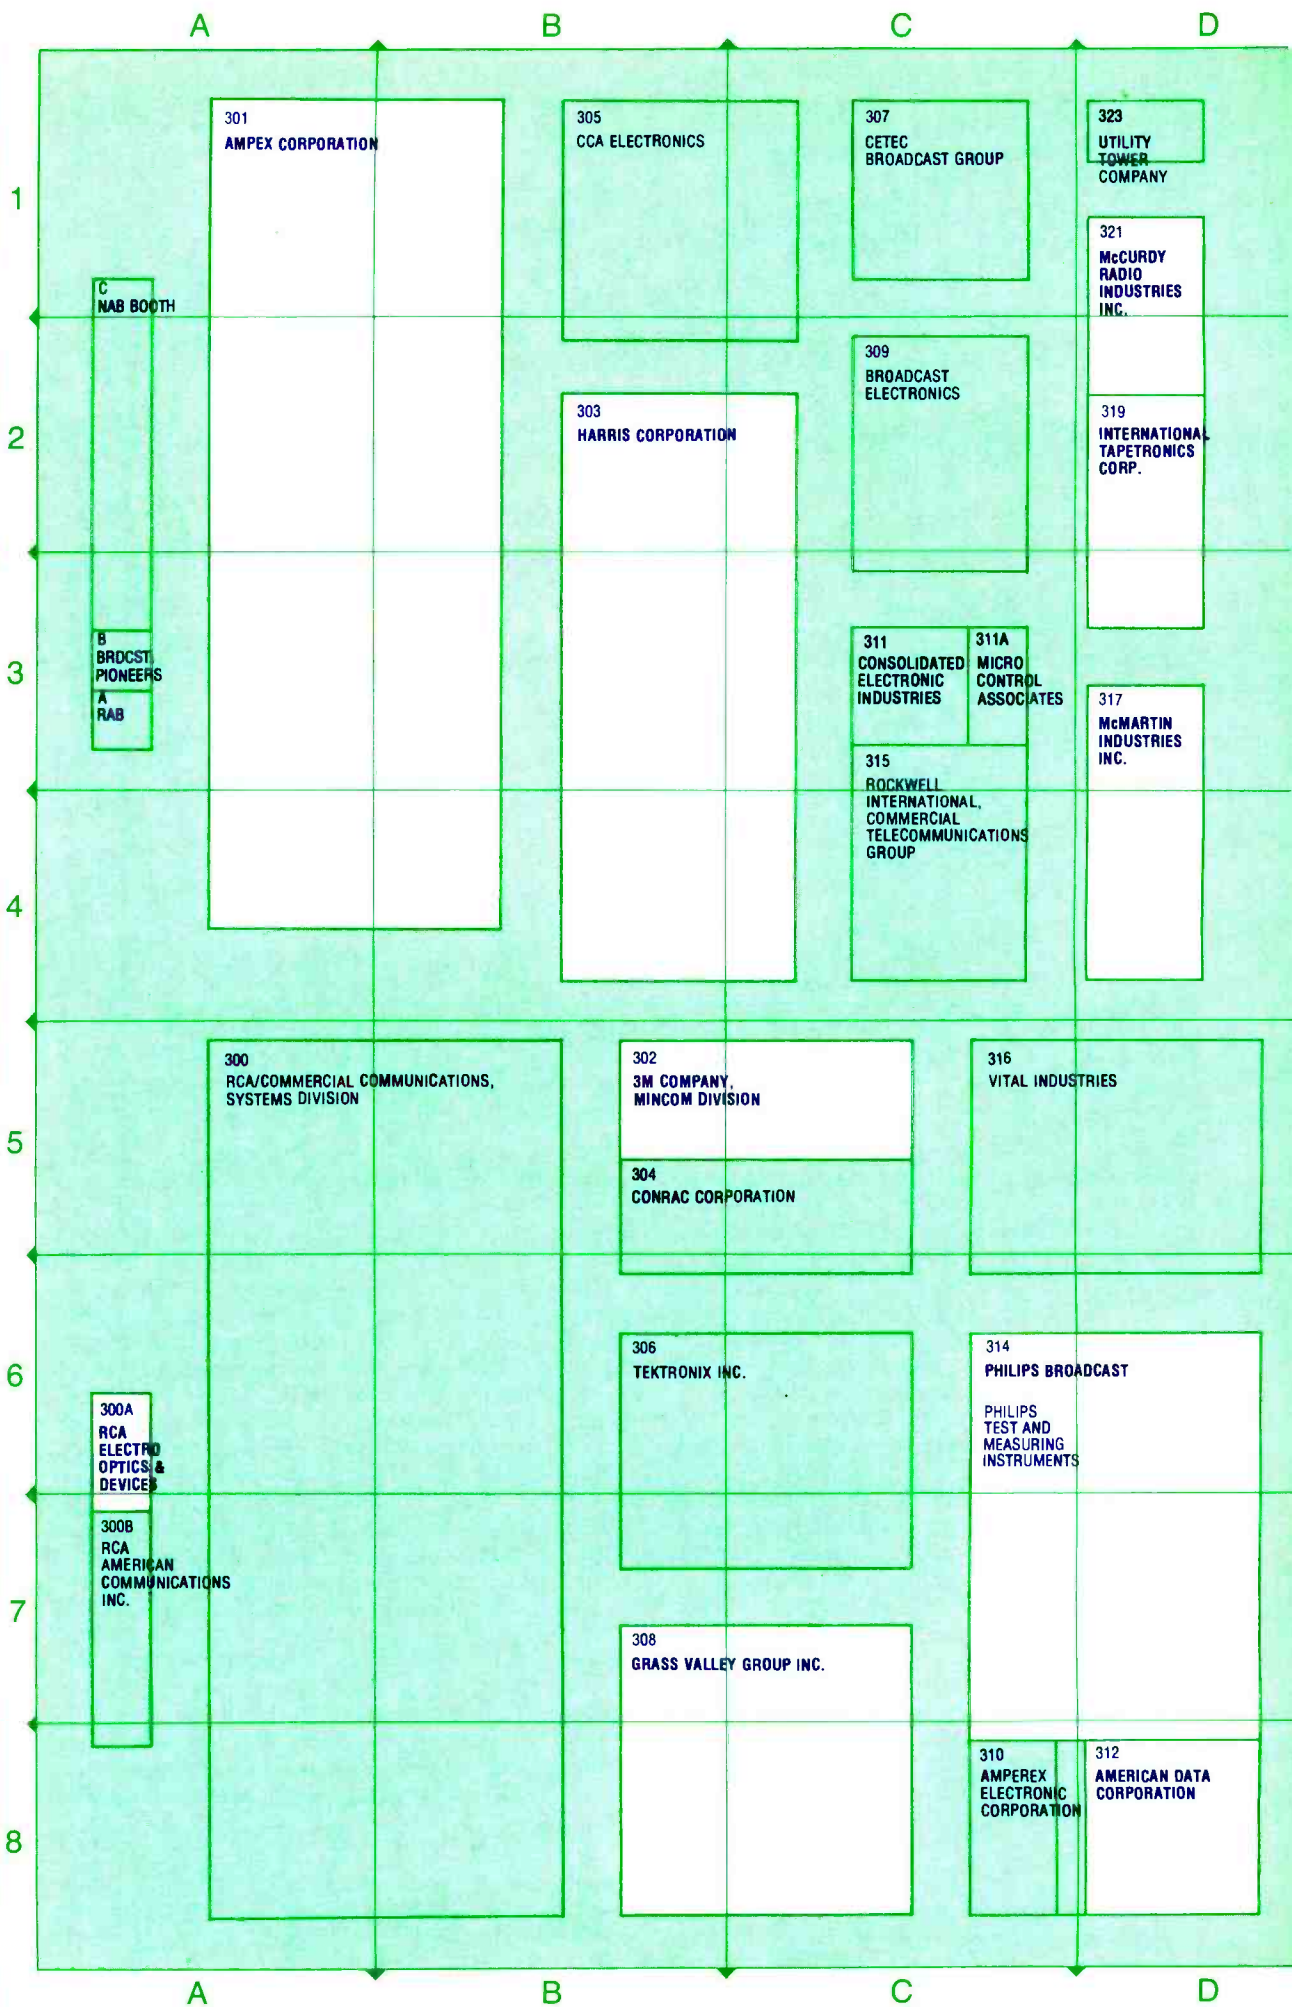 A B C D
1
2
3
4
5
6
7
8
301
AMPEX CORPORATION
305
CCA ELECTRONICS
307
CETEC
BROADCAST GROUP
323
UTILITY
TOWER
COMPANY
321
McCURDY
RADIO
INDUSTRIES
INC.
C
NAB BOOTH
309
BROADCAST
ELECTRONICS
303
HARRIS CORPORATION
319
INTERNATIONAL
TAPETRONICS
CORP.
B
BRDCST.
PIONEERS
A
RAB
311
CONSOLIDATED
ELECTRONIC
INDUSTRIES
311A
MICRO
CONTROL
ASSOCIATES
317
McMARTIN
INDUSTRIES
INC.
315
ROCKWELL
INTERNATIONAL,
COMMERCIAL
TELECOMMUNICATIONS
GROUP
300
RCA/COMMERCIAL COMMUNICATIONS,
SYSTEMS DIVISION
302
3M COMPANY,
MINCOM DIVISION
316
VITAL INDUSTRIES
304
CONRAC CORPORATION
306
TEKTRONIX INC.
314
PHILIPS BROADCAST
PHILIPS
TEST AND
MEASURING
INSTRUMENTS
300A
RCA
ELECTRO
OPTICS &
DEVICES
300B
RCA
AMERICAN
COMMUNICATIONS
INC.
308
GRASS VALLEY GROUP INC.
310
AMPEREX
ELECTRONIC
CORPORATION
312
AMERICAN DATA
CORPORATION
A B C D